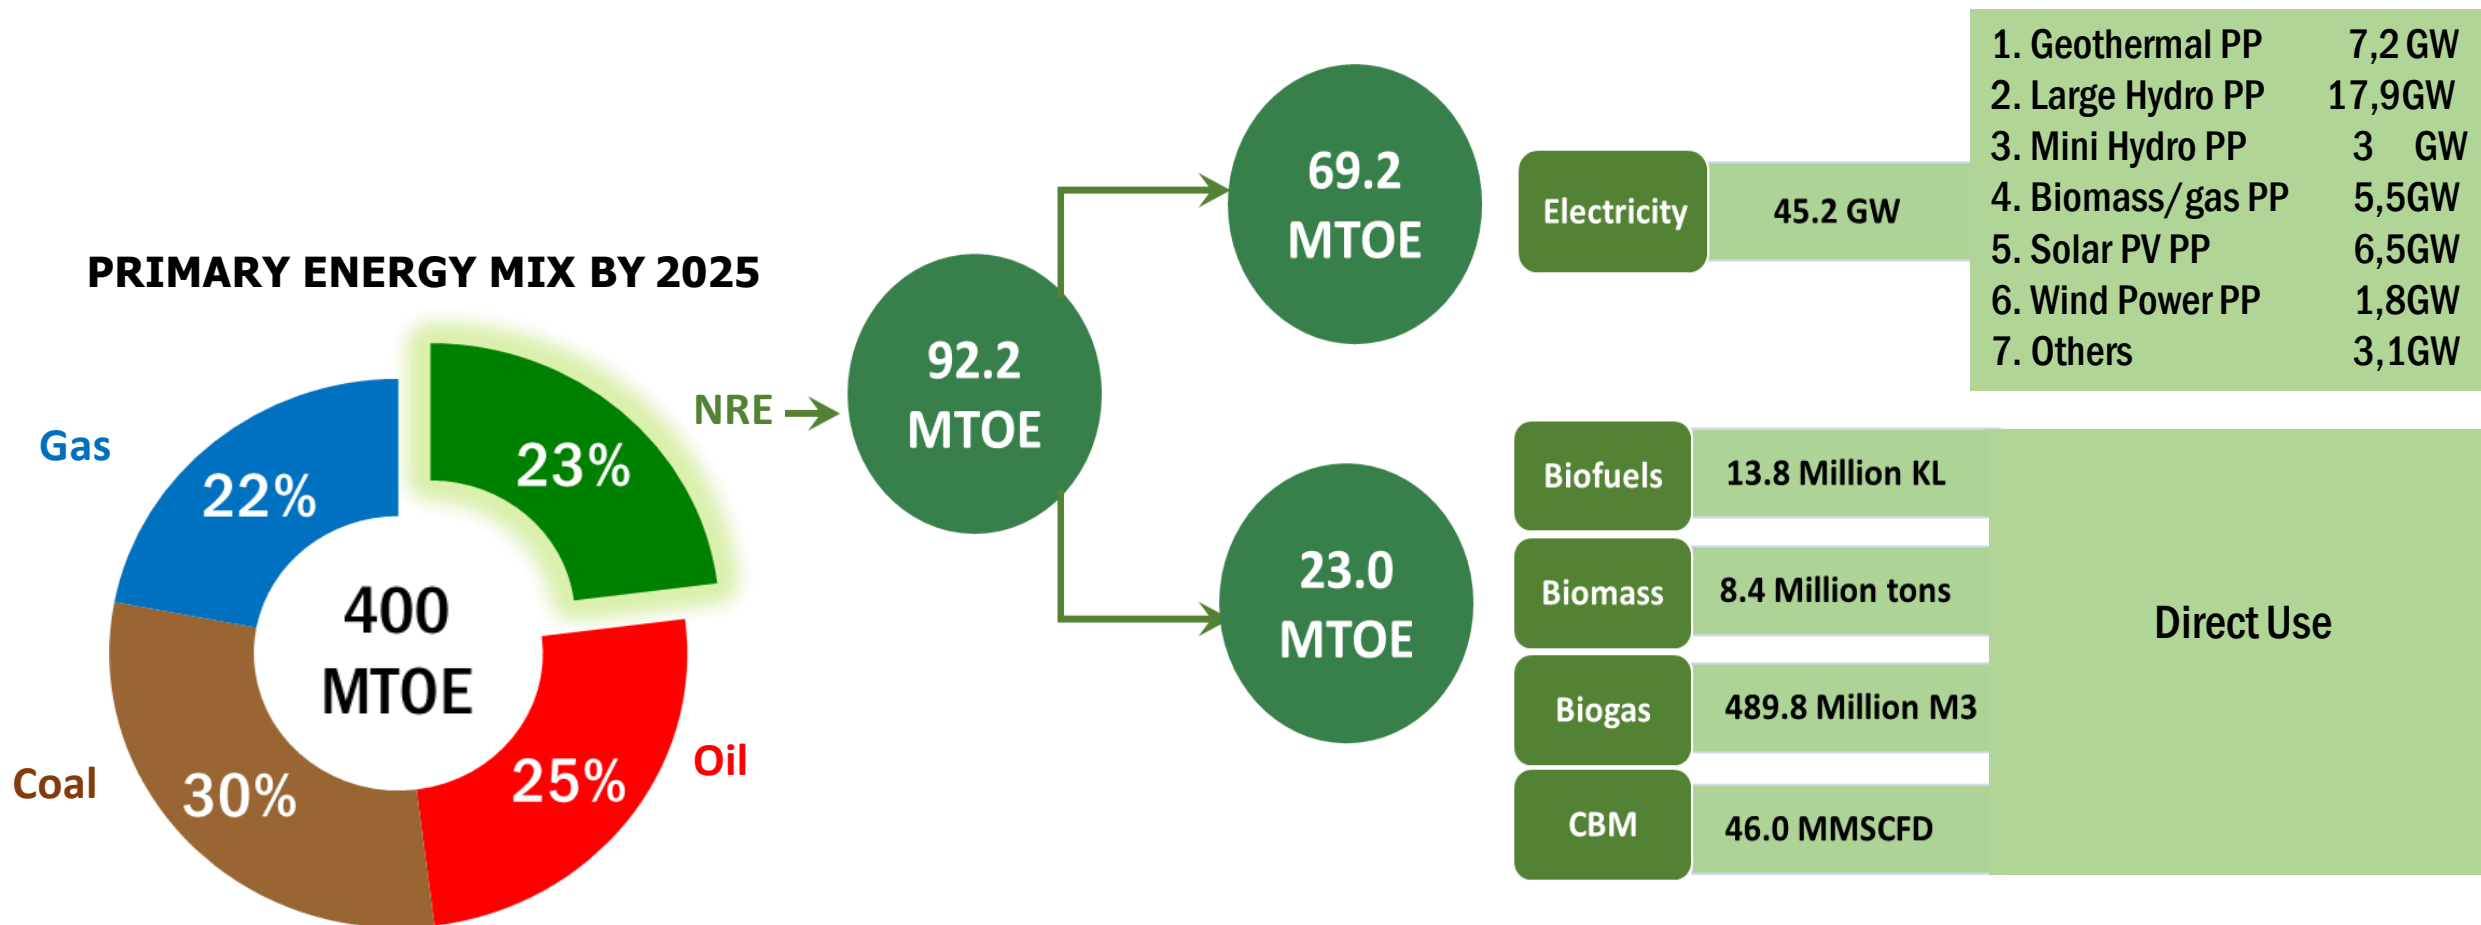 PRIMARY ENERGY MIX BY 2025
Gas
22%
23%
NRE
400
MTOE
Coal
30%
25%
Oil
92.2
MTOE
69.2
MTOE
23.0
MTOE
Electricity
45.2 GW
1. Geothermal PP 7,2 GW
2. Large Hydro PP 17,9GW
3. Mini Hydro PP 3 GW
4. Biomass/gas PP 5,5GW
5. Solar PV PP 6,5GW
6. Wind Power PP 1,8GW
7. Others 3,1GW
Biofuels
13.8 Million KL
Biomass
8.4 Million tons
Biogas
489.8 Million M3
CBM
46.0 MMSCFD
Direct Use